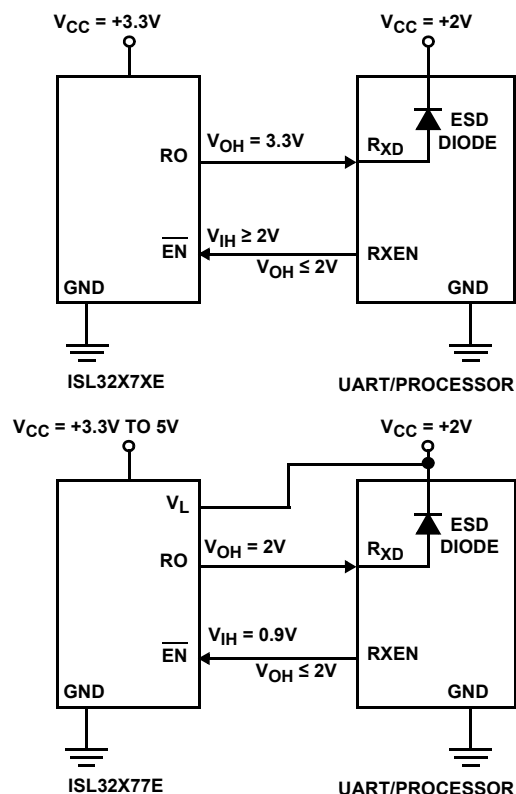 V_CC = +3.3V
V_CC = +2V
RO
V_OH = 3.3V
R_XD
ESD
DIODE
EN
V_IH ≥ 2V
V_OH ≤ 2V
RXEN
GND
GND
ISL32X7XE
UART/PROCESSOR
V_CC = +3.3V TO 5V
V_CC = +2V
V_L
RO
V_OH = 2V
R_XD
ESD
DIODE
EN
V_IH = 0.9V
V_OH ≤ 2V
RXEN
GND
GND
ISL32X77E
UART/PROCESSOR